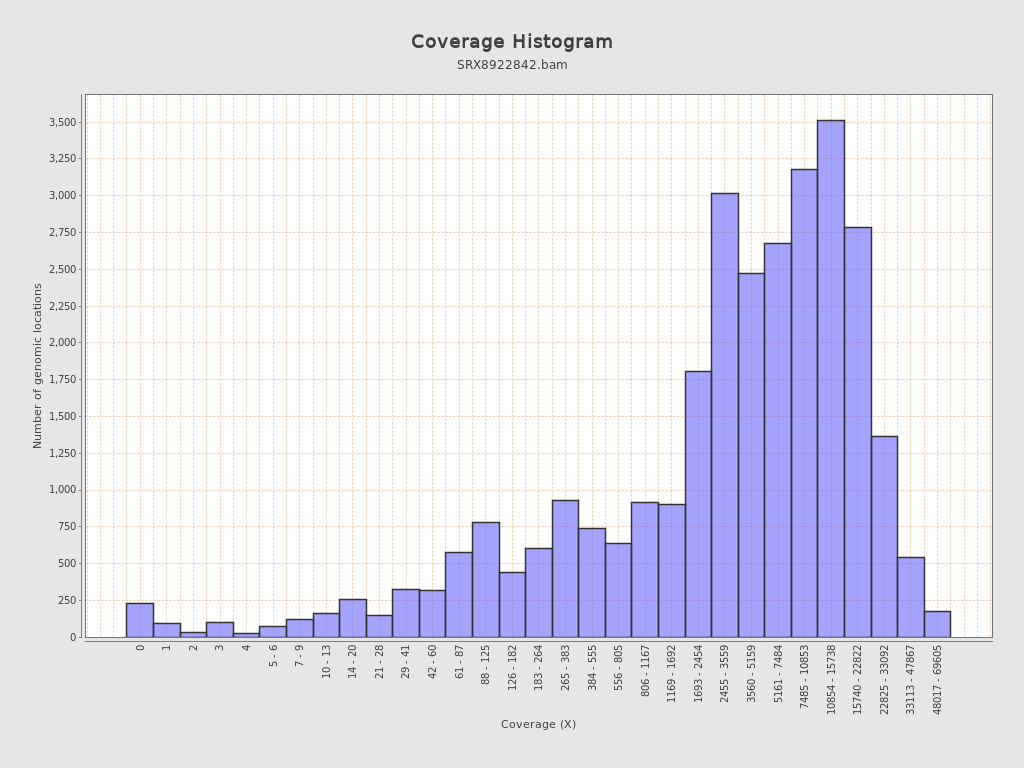 Coverage Histogram
SRX8922842.bam
Number of genomic locations
3,500
3,250
3,000
2,750
2,500
2,250
2,000
1,750
1,500
1,250
1,000
750
500
250
0
0
1
2
3
4
5 - 6
7 - 9
10 - 13
14 - 20
21 - 28
29 - 41
42 - 60
61 - 87
88 - 125
126 - 182
183 - 264
265 - 383
384 - 555
556 - 805
806 - 1167
1169 - 1692
1693 - 2454
2455 - 3559
3560 - 5159
5161 - 7484
7485 - 10853
10854 - 15738
15740 - 22822
22825 - 33092
33113 - 47867
48017 - 69605
Coverage (X)